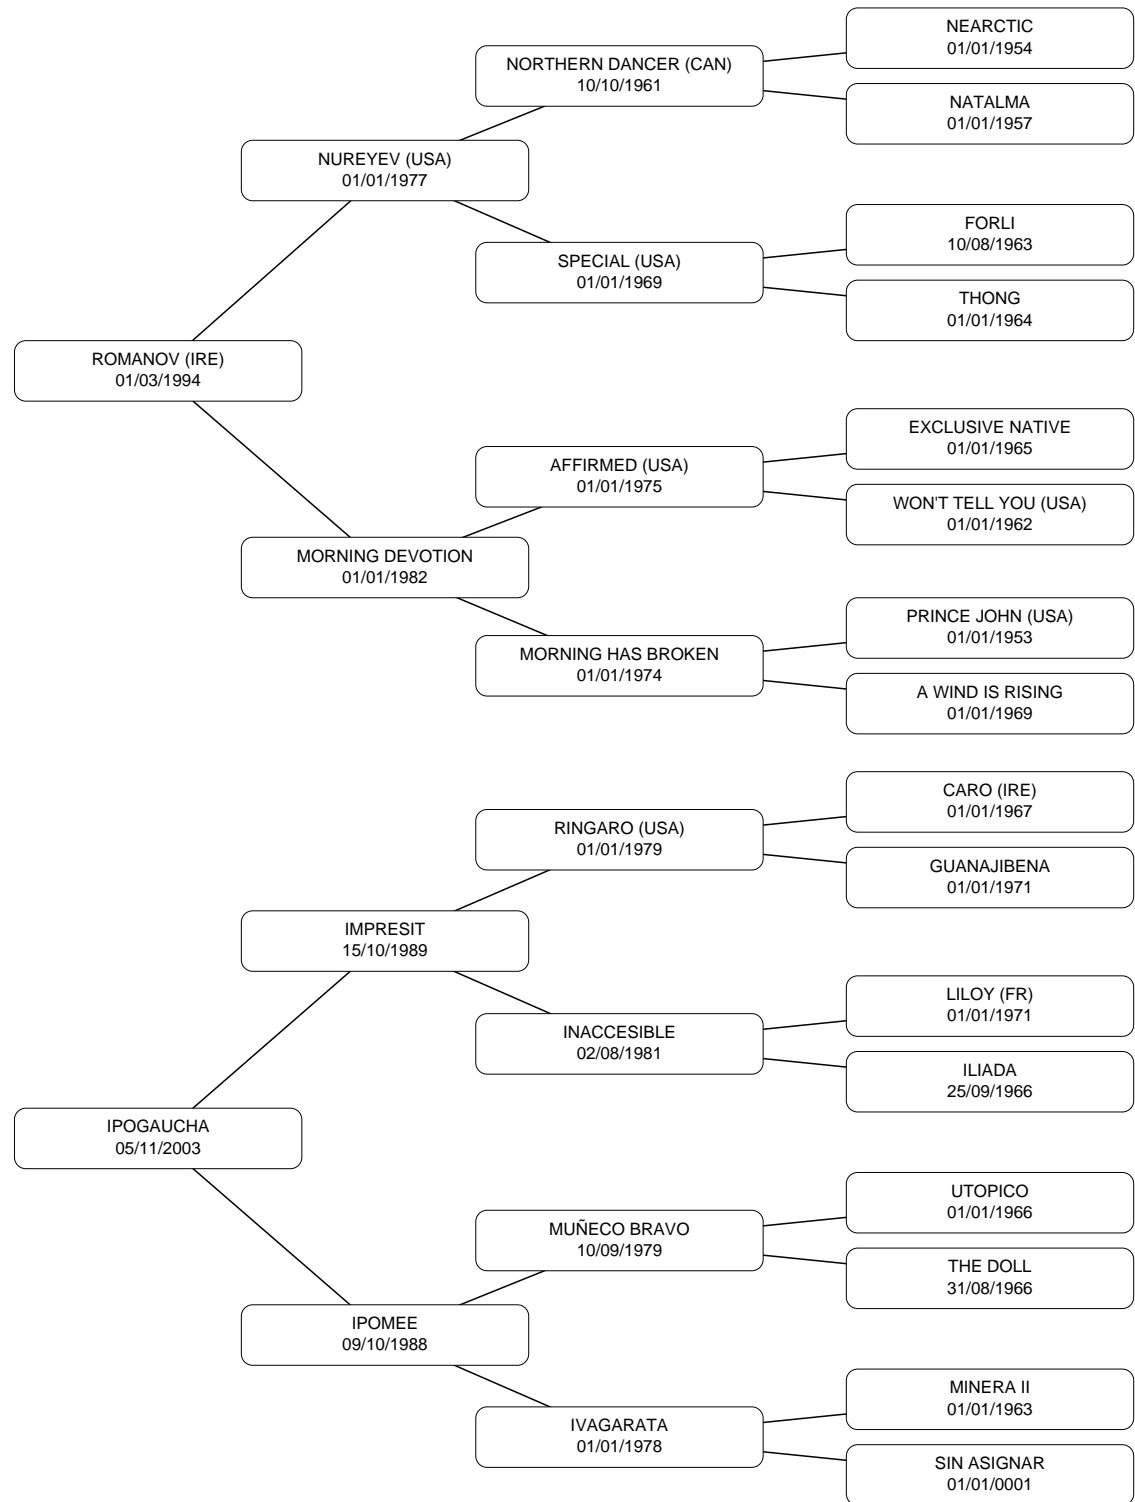 NEARCTIC
01/01/1954
NORTHERN DANCER (CAN)
10/10/1961
NATALMA
01/01/1957
NUREYEV (USA)
01/01/1977
FORLI
10/08/1963
SPECIAL (USA)
01/01/1969
THONG
01/01/1964
ROMANOV (IRE)
01/03/1994
EXCLUSIVE NATIVE
01/01/1965
AFFIRMED (USA)
01/01/1975
WON'T TELL YOU (USA)
01/01/1962
MORNING DEVOTION
01/01/1982
PRINCE JOHN (USA)
01/01/1953
MORNING HAS BROKEN
01/01/1974
A WIND IS RISING
01/01/1969
CARO (IRE)
01/01/1967
RINGARO (USA)
01/01/1979
GUANAJIBENA
01/01/1971
IMPRESIT
15/10/1989
LILOY (FR)
01/01/1971
INACCESIBLE
02/08/1981
ILIADA
25/09/1966
IPOGAUCHA
05/11/2003
UTOPICO
01/01/1966
MUÑECO BRAVO
10/09/1979
THE DOLL
31/08/1966
IPOMEE
09/10/1988
MINERA II
01/01/1963
IVAGARATA
01/01/1978
SIN ASIGNAR
01/01/0001